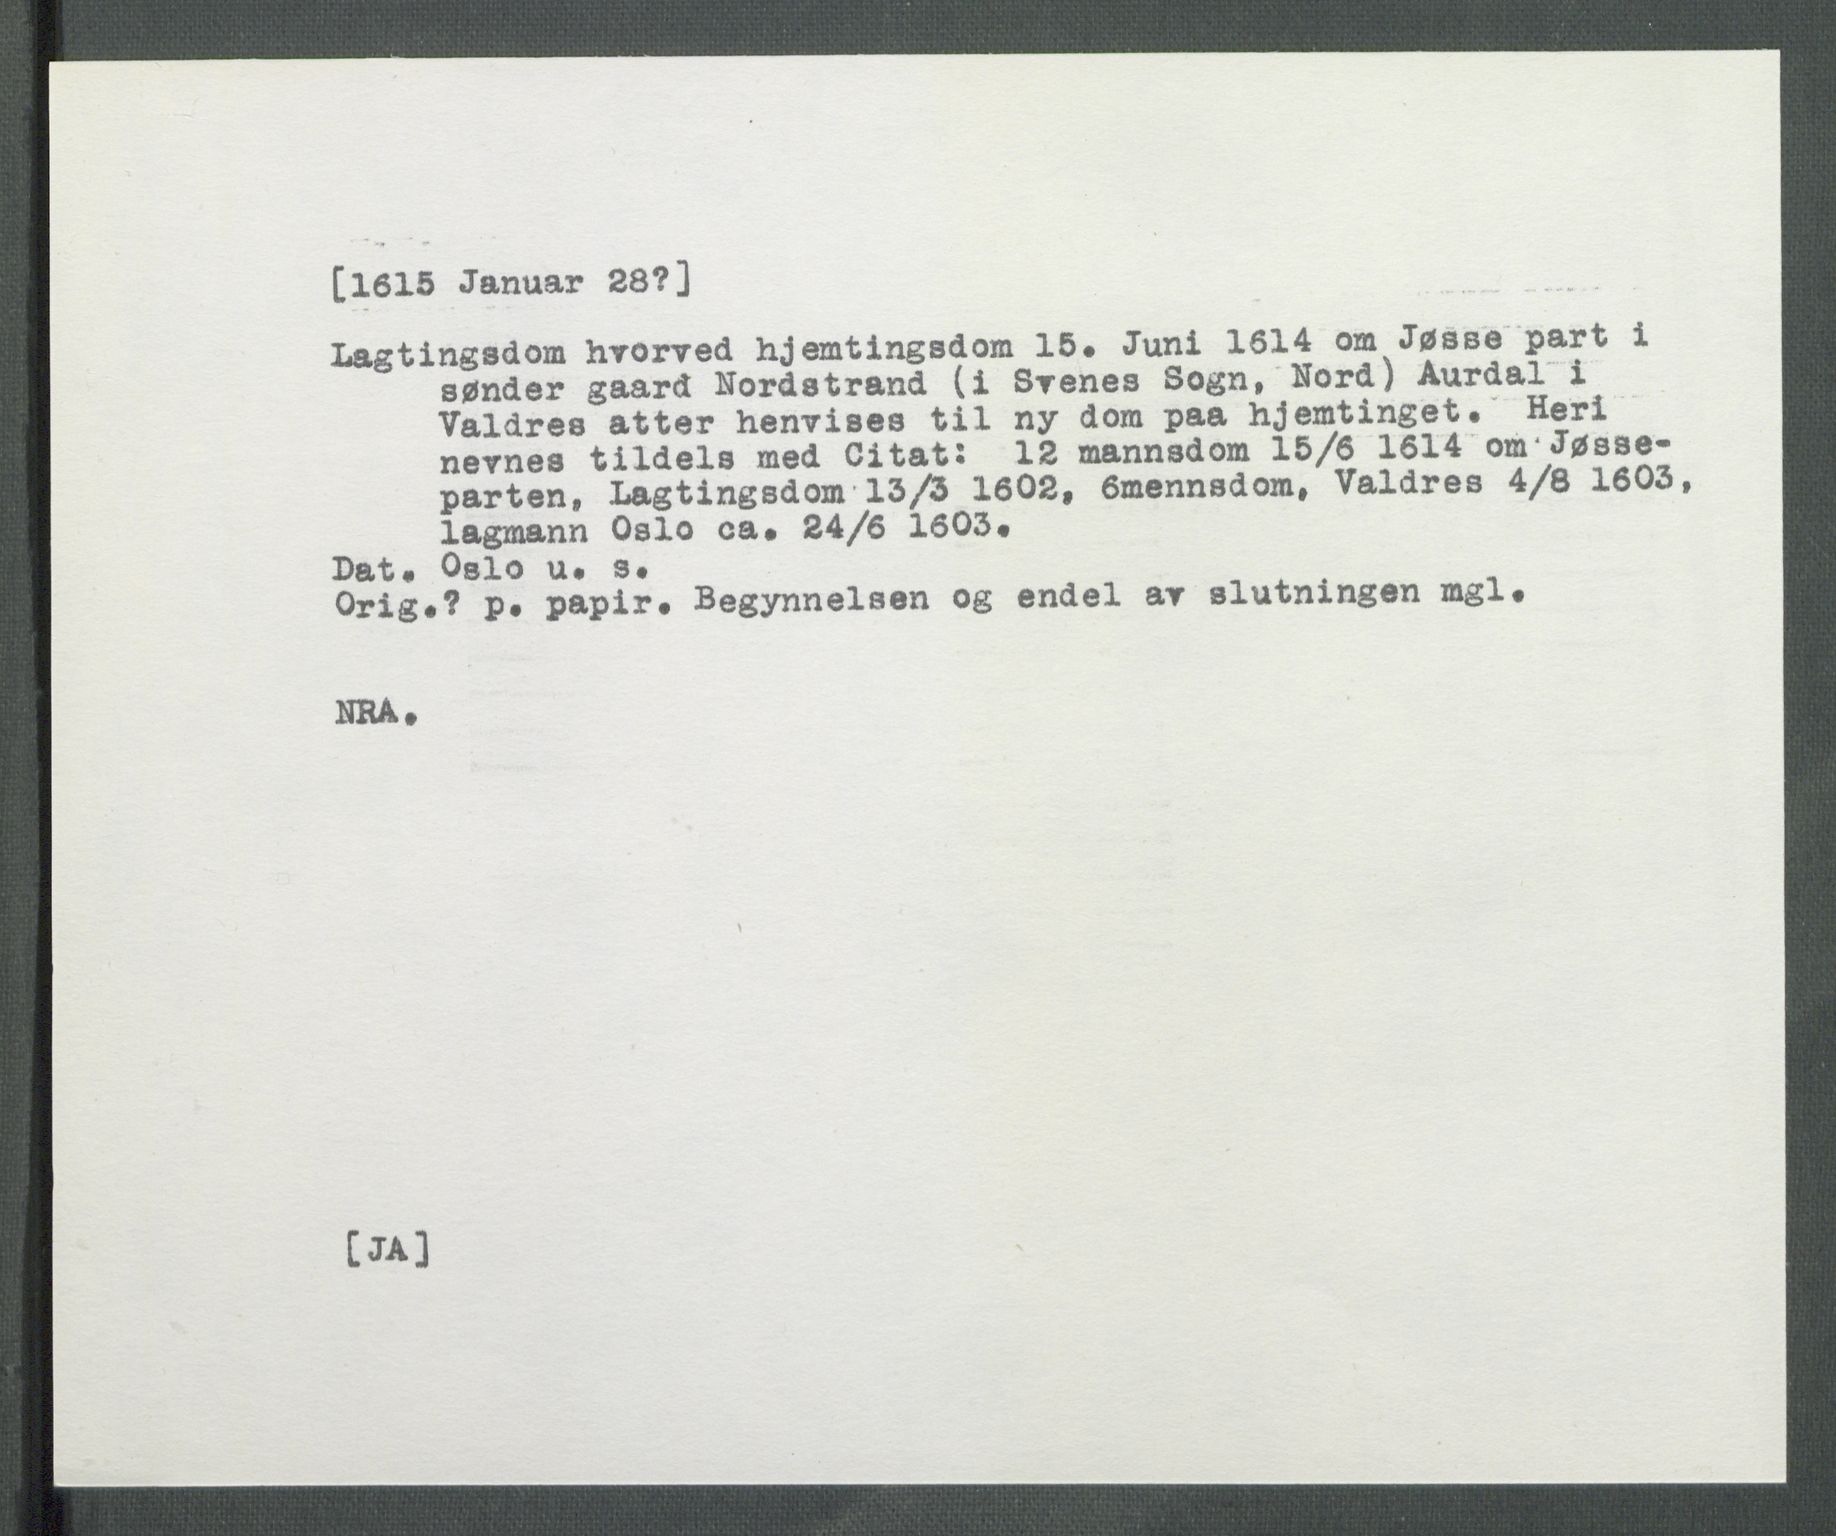 [1615 Januar 28?]
Lagtingsdom hvorved hjemtingsdom 15. Juni 1614 om Jøsse part i
sønder gaard Nordstrand (i Svenes Sogn, Nord) Aurdal i
Valdres atter henvises til ny dom paa hjemtinget. Heri
nevnes tildels med Citat: 12 mannsdom 15/6 1614 om Jøsse-
parten, Lagtingsdom 13/3 1602, 6mennsdom, Valdres 4/8 1603,
lagmann Oslo ca. 24/6 1603.
Dat. Oslo u. s.
Orig.? p. papir. Begynnelsen og endel av slutningen mgl.
NRA.
[JA]